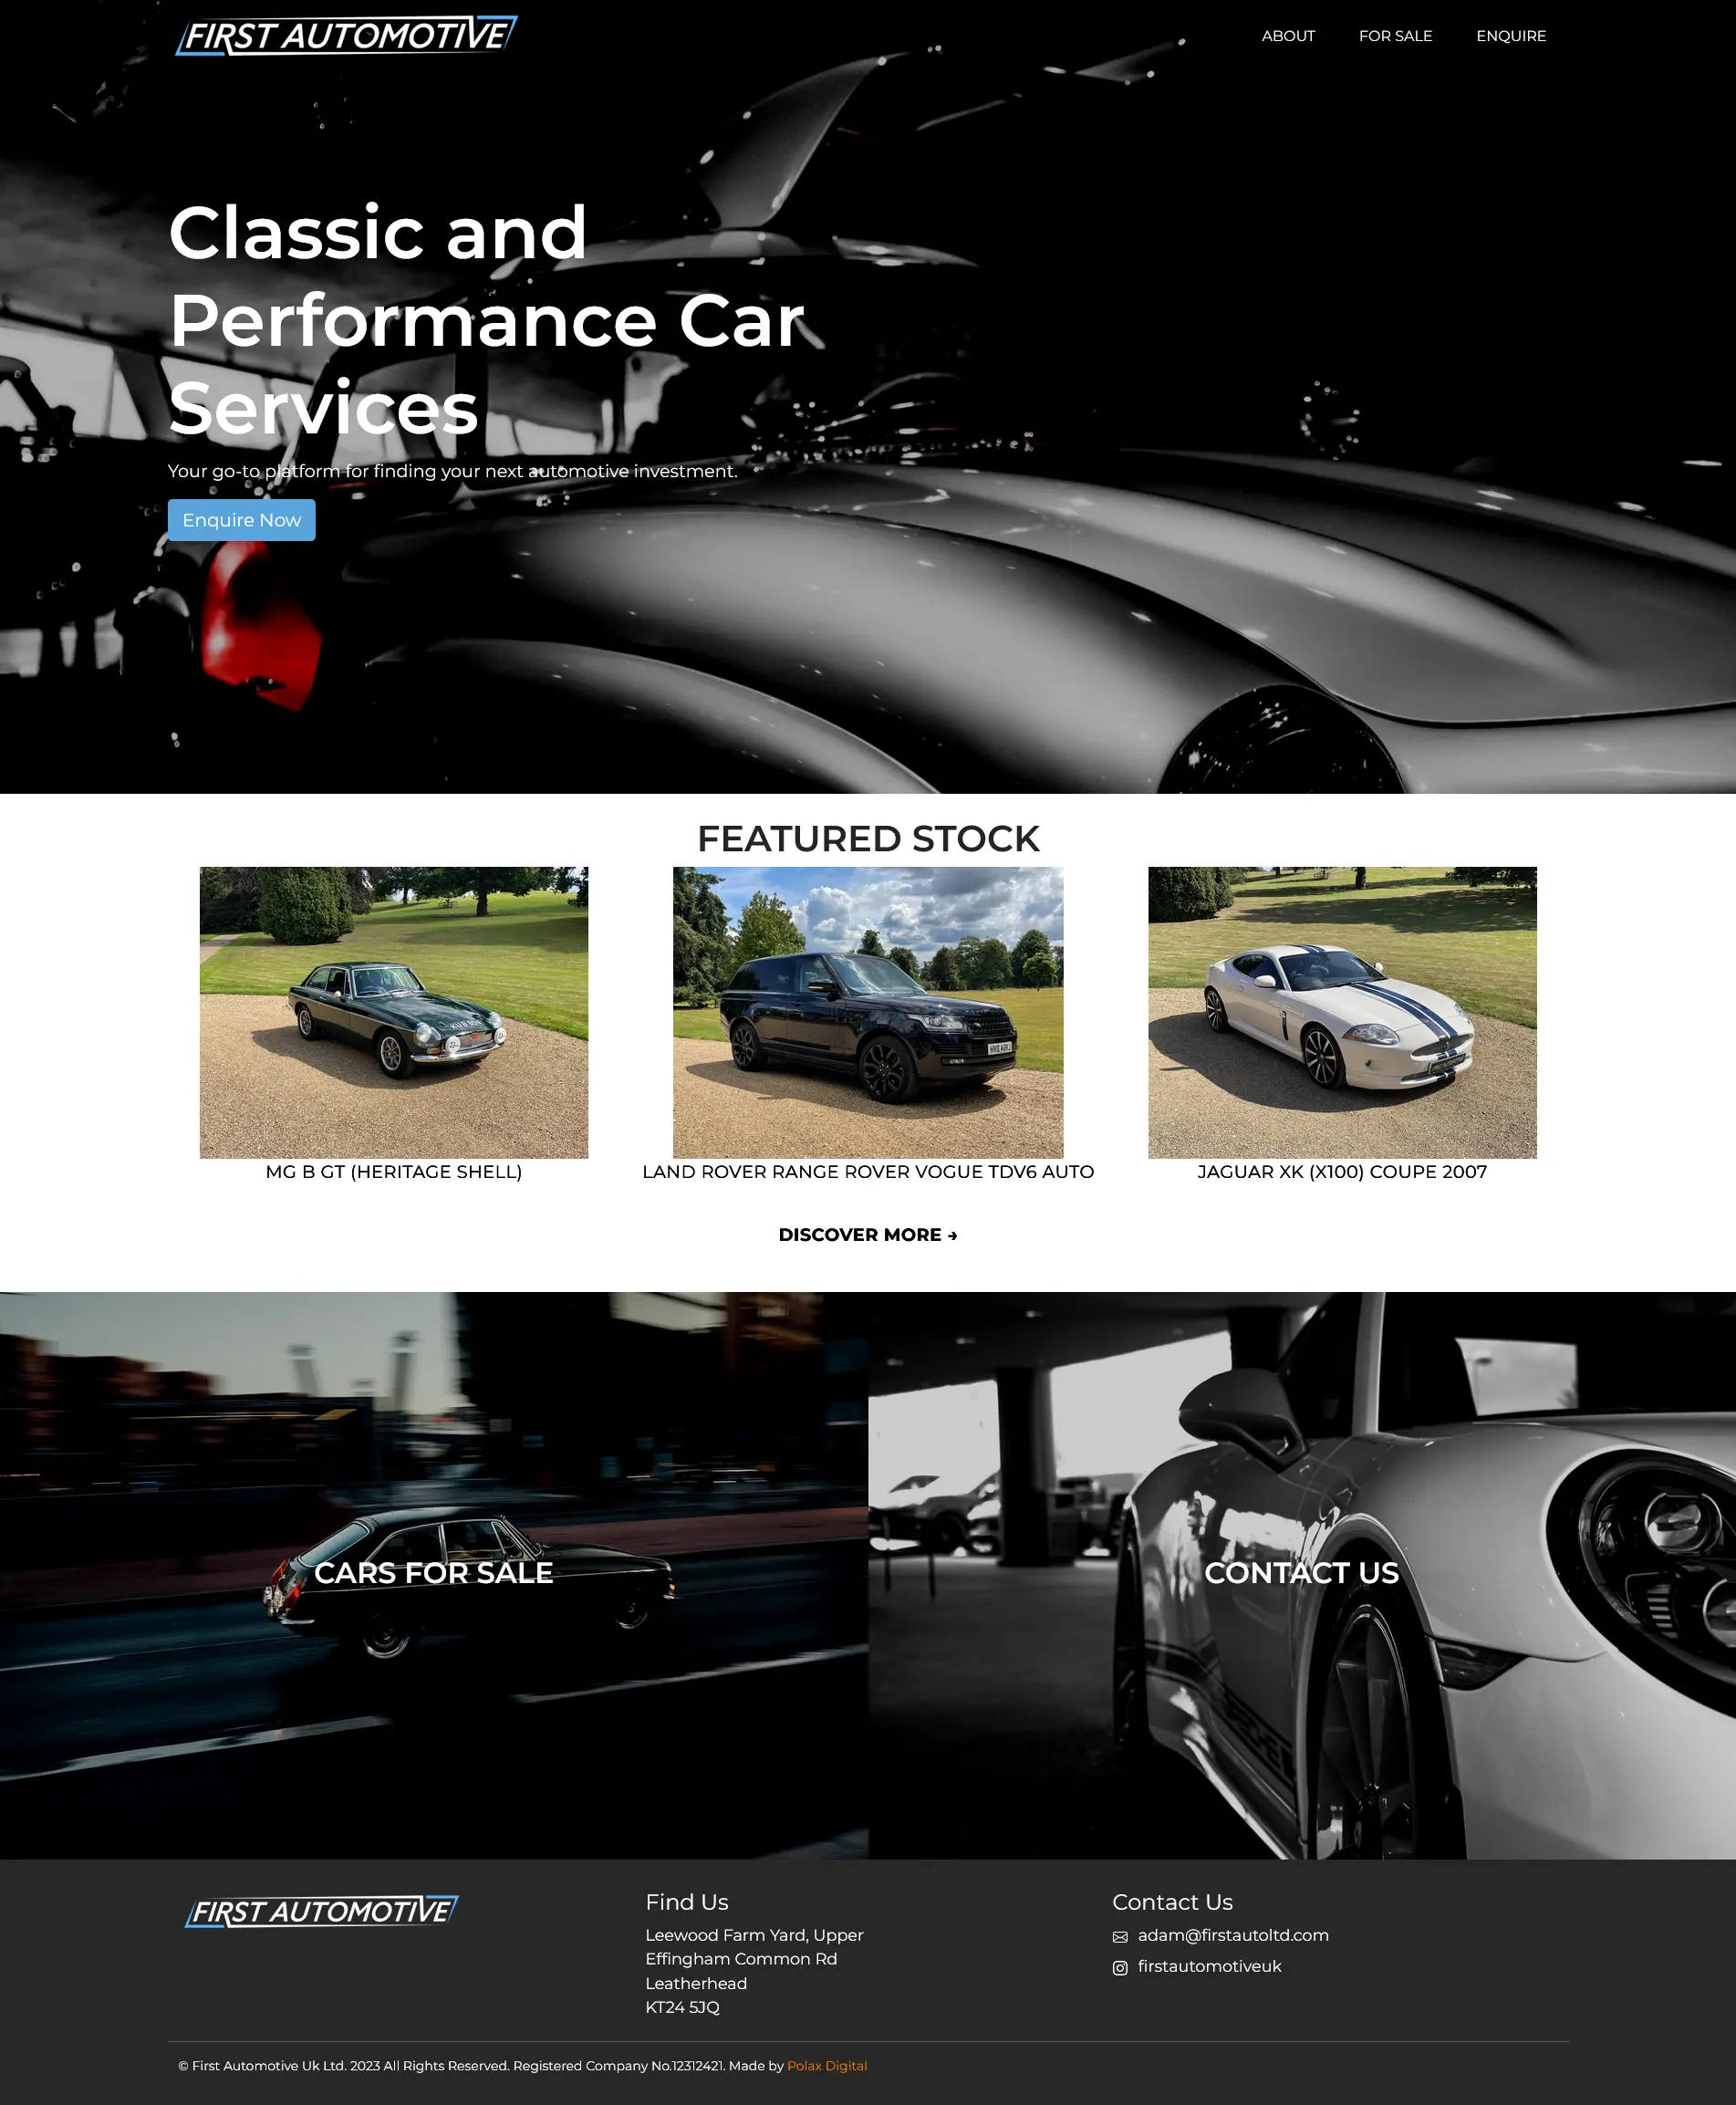 FIRST AUTOMOTIVE
ABOUT
FOR SALE
ENQUIRE
Classic and
Performance Car
Services
Your go-to platform for finding your next automotive investment.
Enquire Now
FEATURED STOCK
MG B GT (HERITAGE SHELL)
LAND ROVER RANGE ROVER VOGUE TDV6 AUTO
JAGUAR XK (X100) COUPE 2007
DISCOVER MORE →
CARS FOR SALE
CONTACT US
FIRST AUTOMOTIVE
Find Us
Leewood Farm Yard, Upper
Effingham Common Rd
Leatherhead
KT24 5JQ
Contact Us
adam@firstautoltd.com
firstautomotiveuk
© First Automotive Uk Ltd. 2023 All Rights Reserved. Registered Company No.12312421. Made by Polax Digital